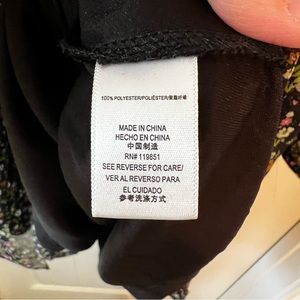 100% POLYESTER/POLIÉSTER/聚酯纤维
MADE IN CHINA
HECHO EN CHINA
中国制造
RN# 119651
SEE REVERSE FOR CARE/
VER AL REVERSO PARA
EL CUIDADO
参考洗涤方式